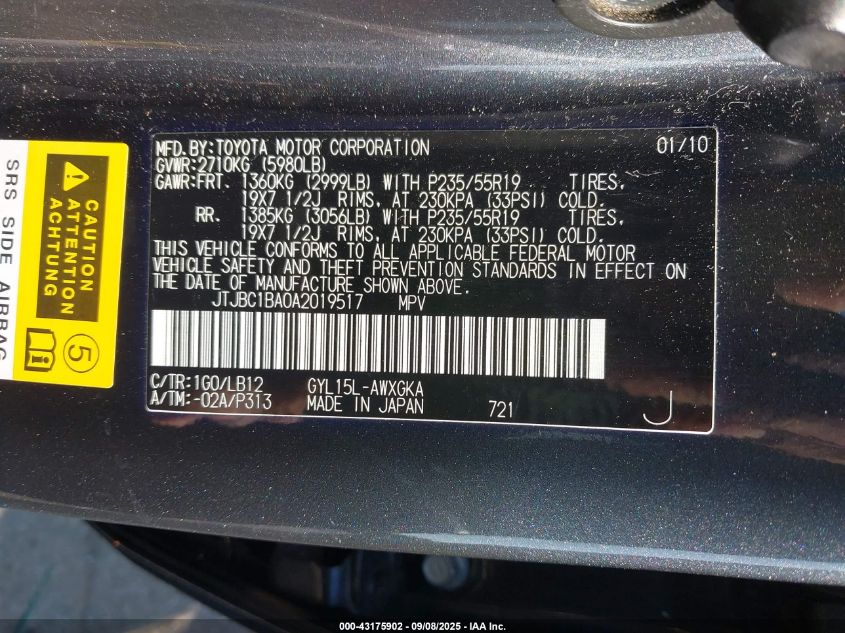 MFD.BY:TOYOTA MOTOR CORPORATION 01/10
GVWR:2710KG (5980LB)
GAWR:FRT. 1360KG (2999LB) WITH P235/55R19 TIRES,
19X7 1/2J RIMS, AT 230KPA (33PSI) COLD.
RR. 1385KG (3056LB) WITH P235/55R19 TIRES,
19X7 1/2J RIMS, AT 230KPA (33PSI) COLD.
THIS VEHICLE CONFORMS TO ALL APPLICABLE FEDERAL MOTOR
VEHICLE SAFETY AND THEFT PREVENTION STANDARDS IN EFFECT ON
THE DATE OF MANUFACTURE SHOWN ABOVE.
JTJBC1BA0A2019517 MPV
C/TR:1G0/LB12 GYL15L-AWXGKA
A/TM:-02A/P313 MADE IN JAPAN 721 J
SRS SIDE AIRBAG
CAUTION
ATTENTION
ACHTUNG
5
000-43175902 - 09/08/2025 - IAA Inc.